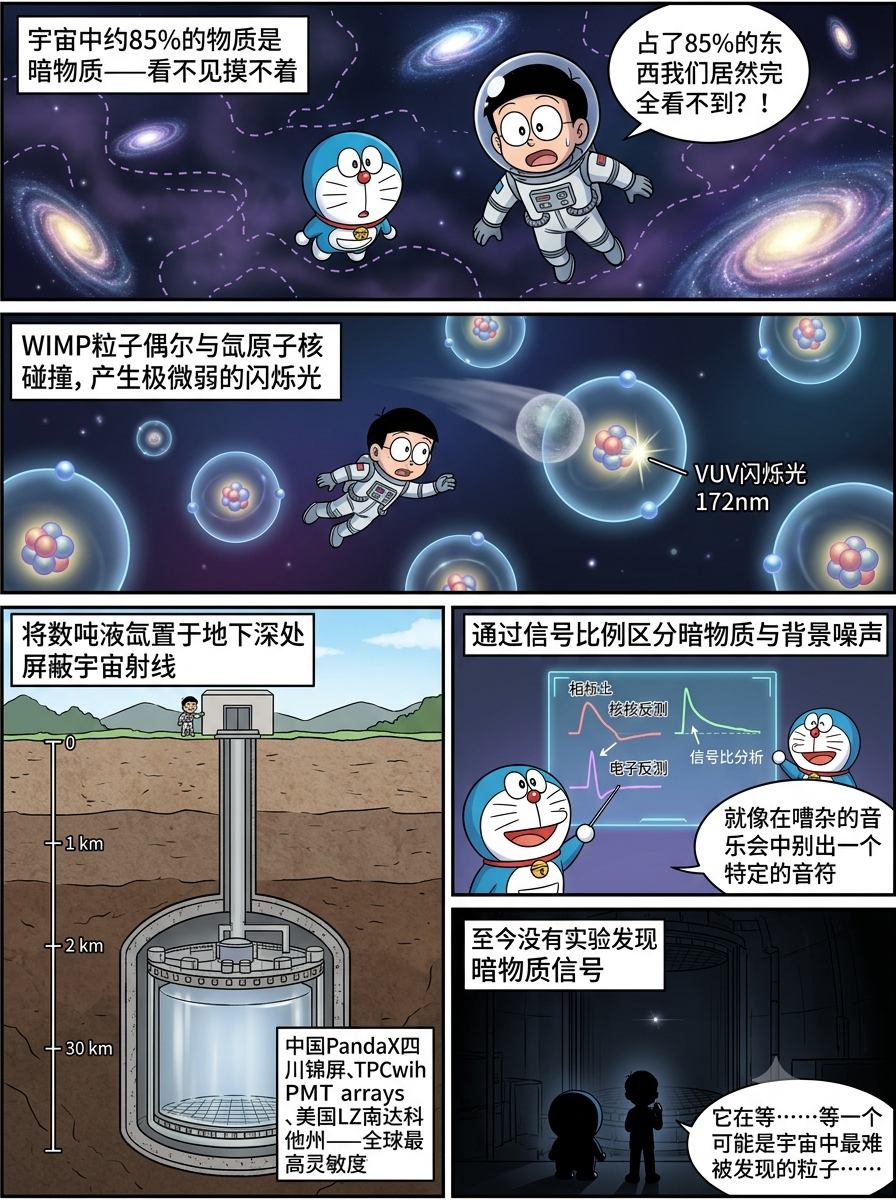 宇宙中约85%的物质是
暗物质——看不见摸不着
占了85%的东
西我们居然完
全看不到？！
WIMP粒子偶尔与氙原子核
碰撞，产生极微弱的闪烁光
VUV闪烁光
172nm
将数吨液氙置于地下深处
屏蔽宇宙射线
0
1 km
2 km
30 km
中国PandaX四
川锦屏、TPCwih
PMT arrays
、美国LZ南达科
他州——全球最
高灵敏度
通过信号比例区分暗物质与背景噪声
核核反测
电子反测
信号比分析
就像在嘈杂的音
乐会中别出一个
特定的音符
至今没有实验发现
暗物质信号
它在等……等一个
可能是宇宙中最难
被发现的粒子……